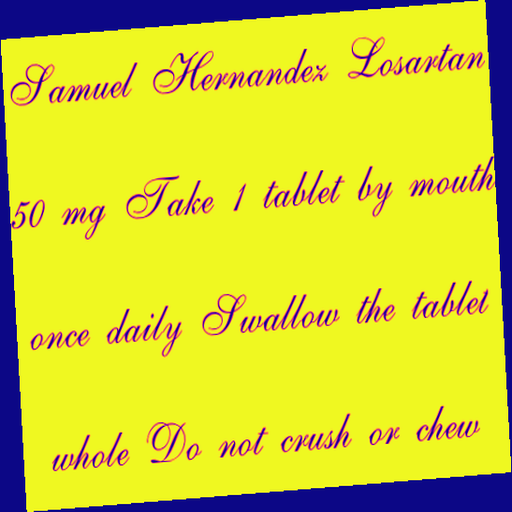 Samuel Hernandez Losartan
50 mg Take 1 tablet by mouth
once daily Swallow the tablet
whole Do not crush or chew